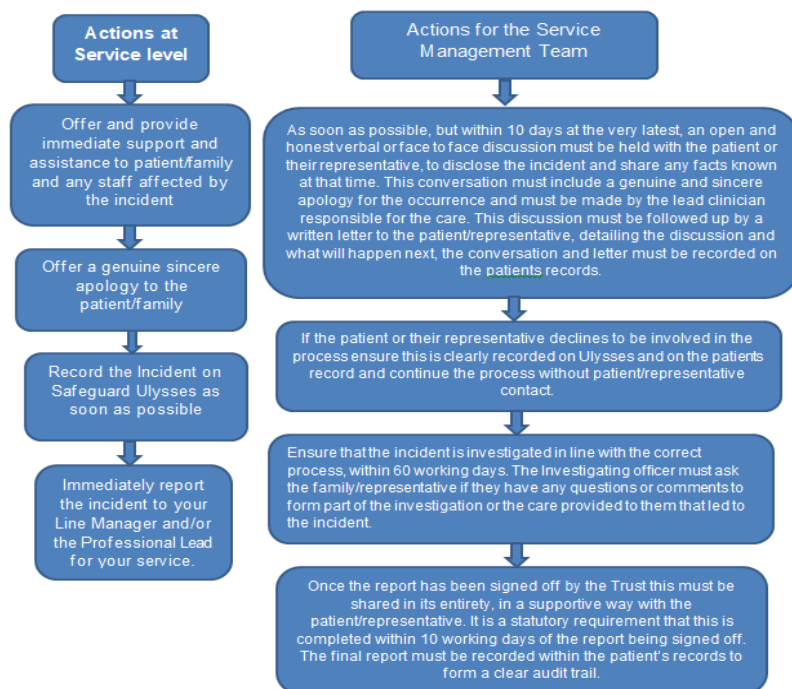 Actions at
Service level
Offer and provide
immediate support and
assistance to patient/family
and any staff affected by
the incident
Offer a genuine sincere
apology to the
patient/family
Record the Incident on
Safeguard Ulysses as
soon as possible
Immediately report
the incident to your
Line Manager and/or
the Professional Lead
for your service.
Actions for the Service
Management Team
As soon as possible, but within 10 days at the very latest, an open and
honest verbal or face to face discussion must be held with the patient or
their representative, to disclose the incident and share any facts known
at that time. This conversation must include a genuine and sincere
apology for the occurrence and must be made by the lead clinician
responsible for the care. This discussion must be followed up by a
written letter to the patient/representative, detailing the discussion and
what will happen next, the conversation and letter must be recorded on
the patients records.
If the patient or their representative declines to be involved in the
process ensure this is clearly recorded on Ulysses and on the patients
record and continue the process without patient/representative
contact.
Ensure that the incident is investigated in line with the correct
process, within 60 working days. The Investigating officer must ask
the family/representative if they have any questions or comments to
form part of the investigation or the care provided to them that led to
the incident.
Once the report has been signed off by the Trust this must be
shared in its entirety, in a supportive way with the
patient/representative. It is a statutory requirement that this is
completed within 10 working days of the report being signed off.
The final report must be recorded within the patient's records to
form a clear audit trail.